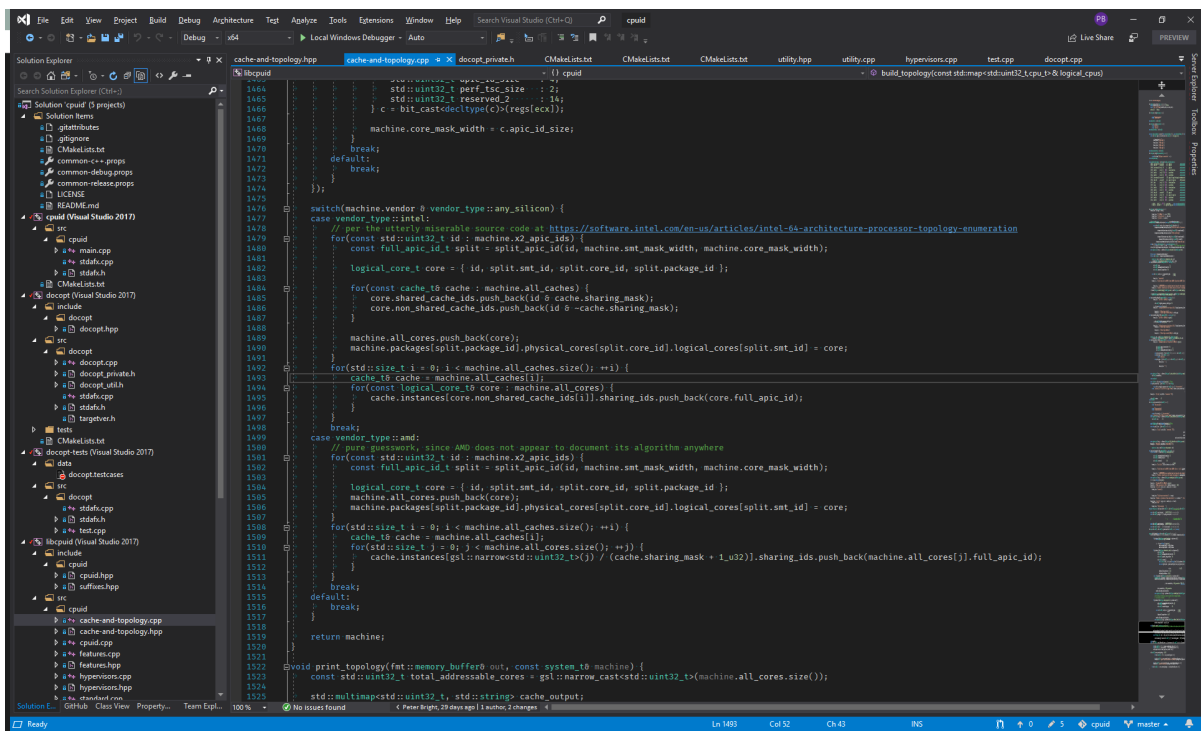 File Edit View Project Build Debug Architecture Test Analyze Tools Extensions Window Help Search Visual Studio (Ctrl+Q) cpuid PB
Debug x64 Local Windows Debugger - Auto Live Share PREVIEW
Solution Explorer
Search Solution Explorer (Ctrl+;)
Solution 'cpuid' (5 projects)
Solution Items
.gitattributes
.gitignore
CMakeLists.txt
common-c++.props
common-debug.props
common-release.props
LICENSE
README.md
cpuid (Visual Studio 2017)
src
cpuid
main.cpp
stdafx.cpp
stdafx.h
CMakeLists.txt
docopt (Visual Studio 2017)
include
docopt
docopt.hpp
src
docopt
docopt.cpp
docopt_private.h
docopt_util.h
stdafx.cpp
stdafx.h
targetver.h
tests
CMakeLists.txt
docopt-tests (Visual Studio 2017)
data
docopt.testcases
src
docopt
stdafx.cpp
stdafx.h
test.cpp
libcpuid (Visual Studio 2017)
include
cpuid
cpuid.hpp
suffixes.hpp
src
cpuid
cache-and-topology.cpp
cache-and-topology.hpp
cpuid.cpp
features.cpp
features.hpp
hypervisors.cpp
hypervisors.hpp
standard.cpp
Solution E... GitHub Class View Property... Team Expl...
cache-and-topology.hpp cache-and-topology.cpp docopt_private.h CMakeLists.txt CMakeLists.txt CMakeLists.txt utility.hpp utility.cpp hypervisors.cpp test.cpp docopt.cpp
libcpuid {} cpuid build_topology(const std::map<std::uint32_t,cpu_t>& logical_cpus)
1463 std::uint32_t apic_id_size : 4;
1464 std::uint32_t perf_tsc_size : 2;
1465 std::uint32_t reserved_2 : 14;
1466 } c = bit_cast<decltype(c)>(regs[ecx]);
1467
1468 machine.core_mask_width = c.apic_id_size;
1469 }
1470 break;
1471 default:
1472 break;
1473 }
1474 });
1475
1476 switch(machine.vendor & vendor_type::any_silicon) {
1477 case vendor_type::intel:
1478 // per the utterly miserable source code at https://software.intel.com/en-us/articles/intel-64-architecture-processor-topology-enumeration
1479 for(const std::uint32_t id : machine.x2_apic_ids) {
1480 const full_apic_id_t split = split_apic_id(id, machine.smt_mask_width, machine.core_mask_width);
1481
1482 logical_core_t core = { id, split.smt_id, split.core_id, split.package_id };
1483
1484 for(const cache_t& cache : machine.all_caches) {
1485 core.shared_cache_ids.push_back(id & cache.sharing_mask);
1486 core.non_shared_cache_ids.push_back(id & ~cache.sharing_mask);
1487 }
1488
1489 machine.all_cores.push_back(core);
1490 machine.packages[split.package_id].physical_cores[split.core_id].logical_cores[split.smt_id] = core;
1491 }
1492 for(std::size_t i = 0; i < machine.all_caches.size(); ++i) {
1493 cache_t& cache = machine.all_caches[i];
1494 for(const logical_core_t& core : machine.all_cores) {
1495 cache.instances[core.non_shared_cache_ids[i]].sharing_ids.push_back(core.full_apic_id);
1496 }
1497 }
1498 break;
1499 case vendor_type::amd:
1500 // pure guesswork, since AMD does not appear to document its algorithm anywhere
1501 for(const std::uint32_t id : machine.x2_apic_ids) {
1502 const full_apic_id_t split = split_apic_id(id, machine.smt_mask_width, machine.core_mask_width);
1503
1504 logical_core_t core = { id, split.smt_id, split.core_id, split.package_id };
1505 machine.all_cores.push_back(core);
1506 machine.packages[split.package_id].physical_cores[split.core_id].logical_cores[split.smt_id] = core;
1507 }
1508 for(std::size_t i = 0; i < machine.all_caches.size(); ++i) {
1509 cache_t& cache = machine.all_caches[i];
1510 for(std::size_t j = 0; j < machine.all_cores.size(); ++j) {
1511 cache.instances[gsl::narrow<std::uint32_t>(j) / (cache.sharing_mask + 1_u32)].sharing_ids.push_back(machine.all_cores[j].full_apic_id);
1512 }
1513 }
1514 break;
1515 default:
1516 break;
1517 }
1518
1519 return machine;
1520 }
1521
1522 void print_topology(fmt::memory_buffer& out, const system_t& machine) {
1523 const std::uint32_t total_addressable_cores = gsl::narrow_cast<std::uint32_t>(machine.all_cores.size());
1524
1525 std::multimap<std::uint32_t, std::string> cache_output;
100 % No issues found Peter Bright, 29 days ago | 1 author, 2 changes
Server Explorer
Toolbox
Properties
Ready Ln 1493 Col 52 Ch 43 INS 0 5 cpuid master